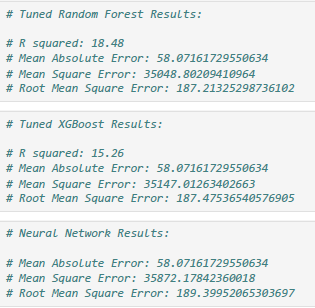 # Tuned Random Forest Results:
# R squared: 18.48
# Mean Absolute Error: 58.07161729550634
# Mean Square Error: 35048.80209410964
# Root Mean Square Error: 187.21325298736102
# Tuned XGBoost Results:
# R squared: 15.26
# Mean Absolute Error: 58.07161729550634
# Mean Square Error: 35147.01263402663
# Root Mean Square Error: 187.47536540576905
# Neural Network Results:
# Mean Absolute Error: 58.07161729550634
# Mean Square Error: 35872.17842360018
# Root Mean Square Error: 189.39952065303697